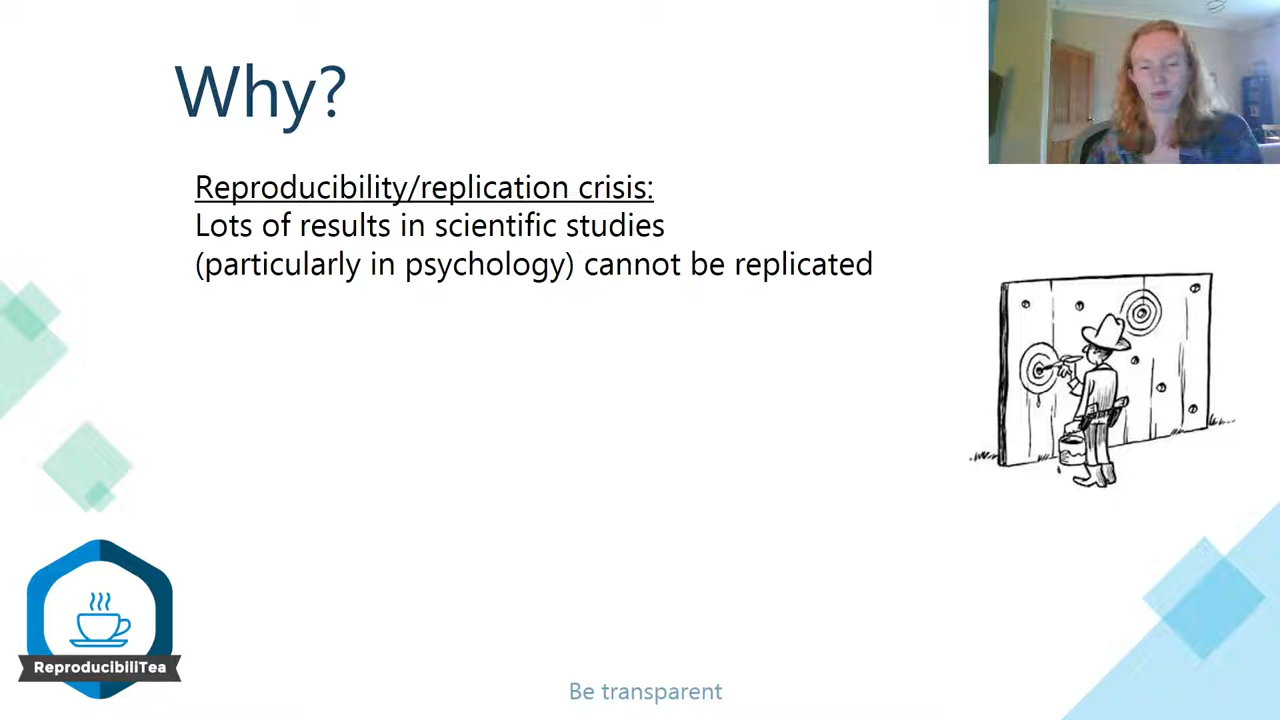 Why?
Reproducibility/replication crisis:
Lots of results in scientific studies
(particularly in psychology) cannot be replicated
ReproducibiliTea
Be transparent